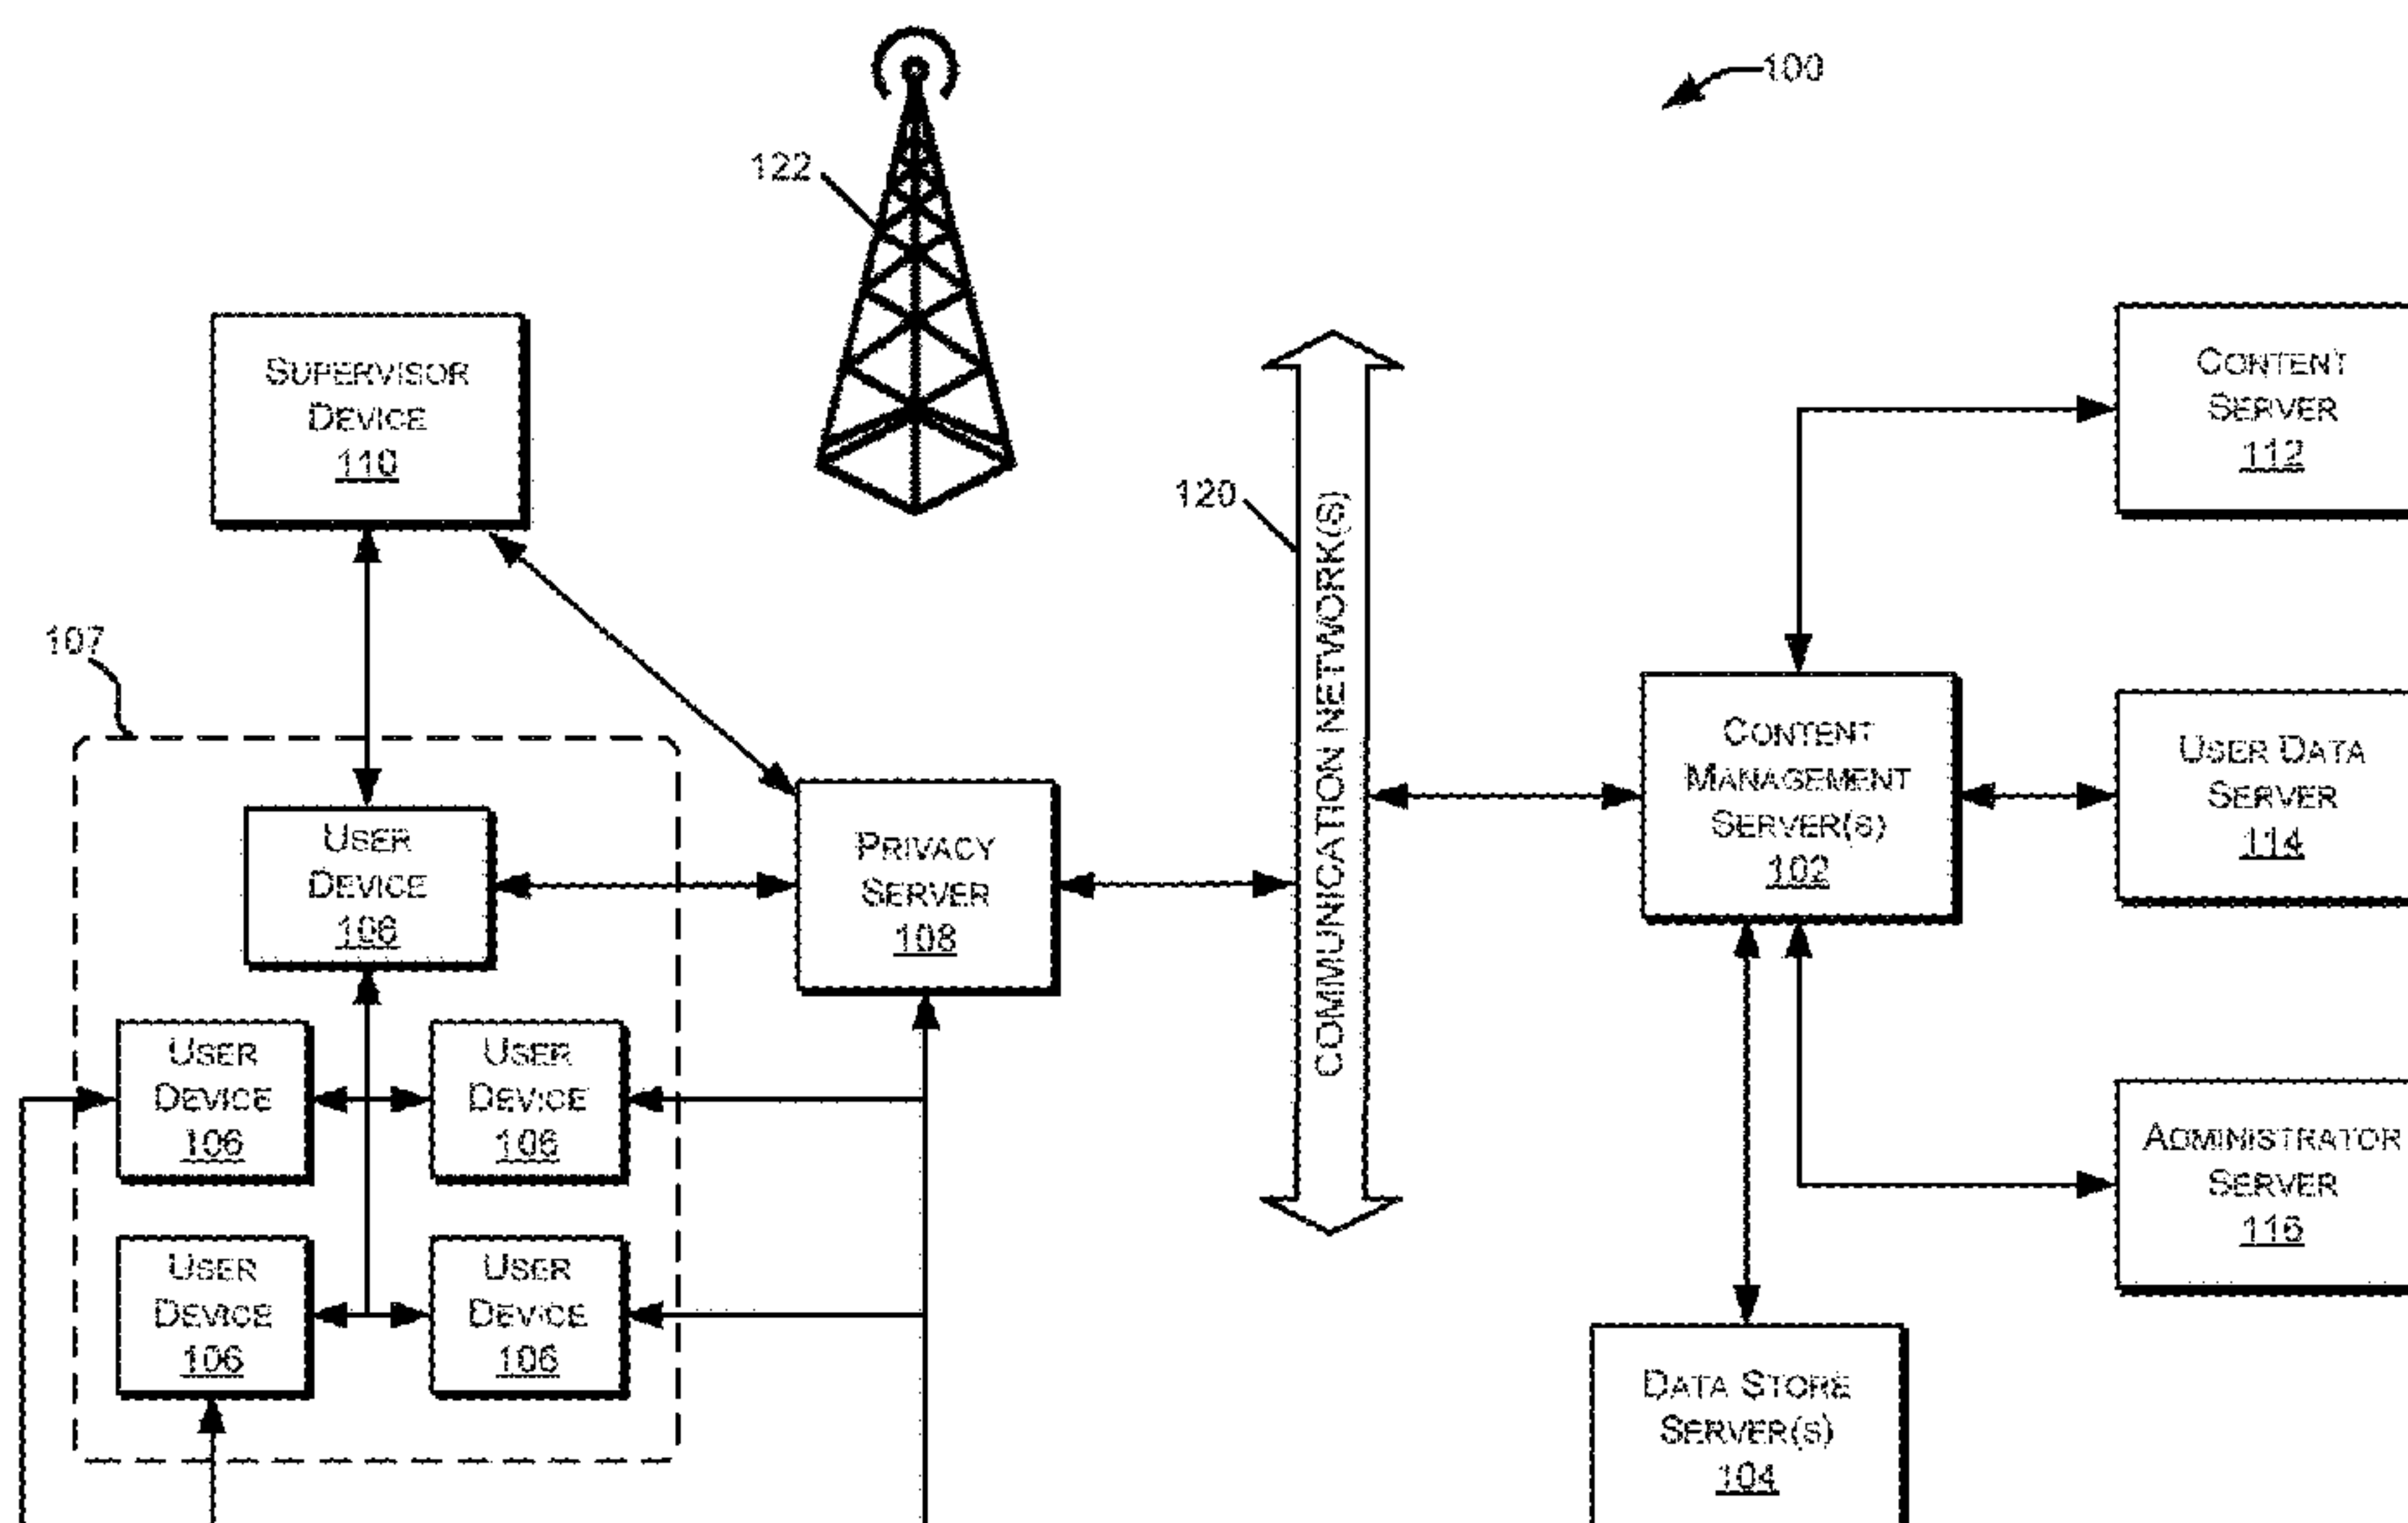 100
122
SUPERVISOR
DEVICE
110
CONTENT
SERVER
112
120
COMMUNICATION NETWORK(S)
107
CONTENT
MANAGEMENT
SERVER(S)
102
USER DATA
SERVER
114
USER
DEVICE
106
PRIVACY
SERVER
108
USER
DEVICE
106
USER
DEVICE
106
ADMINISTRATOR
SERVER
116
USER
DEVICE
106
USER
DEVICE
106
DATA STORE
SERVER(S)
104